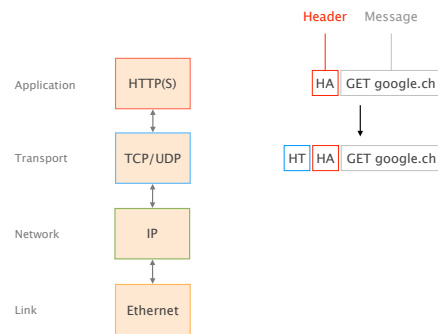 Header Message
Application HTTP(S) HA GET google.ch
Transport TCP/UDP HT HA GET google.ch
Network IP
Link Ethernet